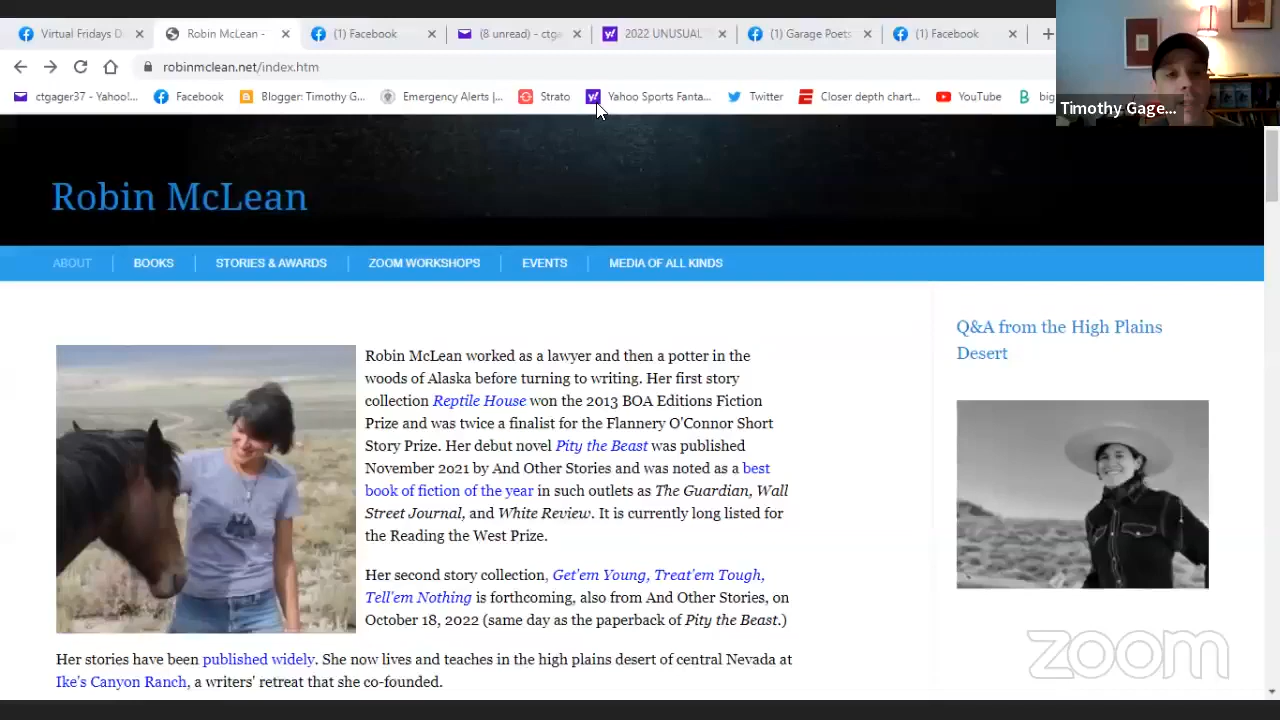 Virtual Fridays D
Robin McLean -
(1) Facebook
(8 unread) - ctga
2022 UNUSUAL
(1) Garage Poets
(1) Facebook
robinmclean.net/index.htm
ctgager37 - Yahoo!...
Facebook
Blogger: Timothy G...
Emergency Alerts |...
Strato
Yahoo Sports Fanta...
Twitter
Closer depth chart...
YouTube
big
Timothy Gage...
Robin McLean
ABOUT
BOOKS
STORIES & AWARDS
ZOOM WORKSHOPS
EVENTS
MEDIA OF ALL KINDS
Robin McLean worked as a lawyer and then a potter in the
woods of Alaska before turning to writing. Her first story
collection Reptile House won the 2013 BOA Editions Fiction
Prize and was twice a finalist for the Flannery O'Connor Short
Story Prize. Her debut novel Pity the Beast was published
November 2021 by And Other Stories and was noted as a best
book of fiction of the year in such outlets as The Guardian, Wall
Street Journal, and White Review. It is currently long listed for
the Reading the West Prize.
Her second story collection, Get'em Young, Treat'em Tough,
Tell'em Nothing is forthcoming, also from And Other Stories, on
October 18, 2022 (same day as the paperback of Pity the Beast.)
Her stories have been published widely. She now lives and teaches in the high plains desert of central Nevada at
Ike's Canyon Ranch, a writers' retreat that she co-founded.
Q&A from the High Plains
Desert
zoom